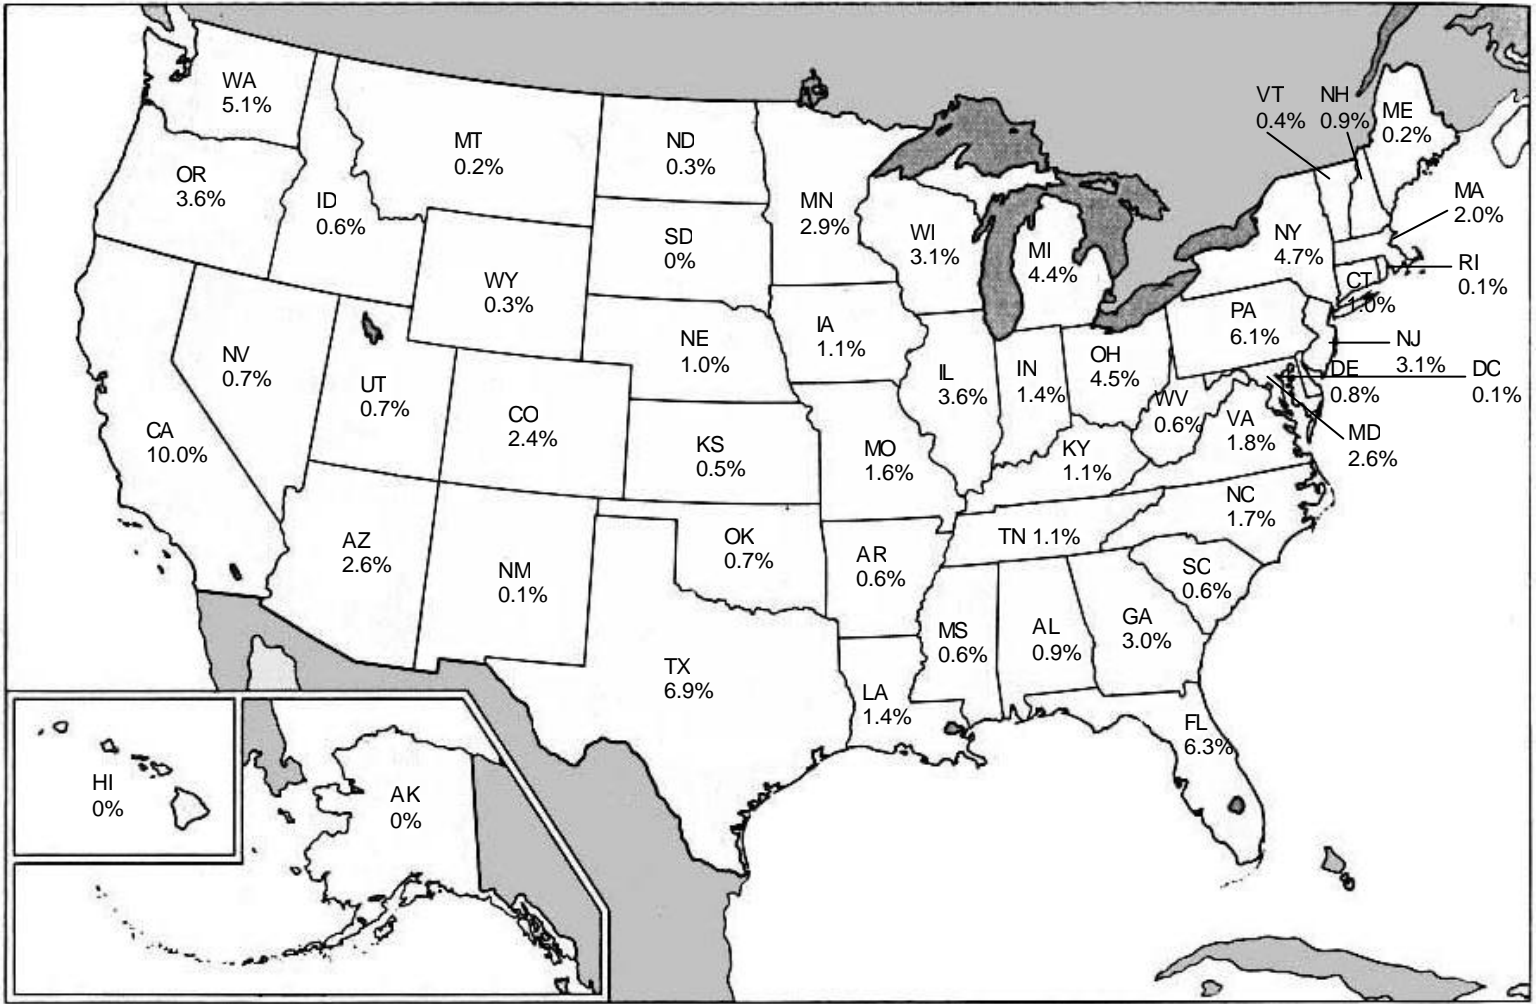 WA
5.1%
VT
0.4%
NH
0.9%
ME
0.2%
MT
0.2%
ND
0.3%
OR
3.6%
ID
0.6%
MN
2.9%
MA
2.0%
WI
3.1%
MI
4.4%
NY
4.7%
SD
0%
RI
0.1%
CT
1.0%
WY
0.3%
PA
6.1%
NE
1.0%
IA
1.1%
NJ
3.1%
NV
0.7%
UT
0.7%
IL
3.6%
IN
1.4%
OH
4.5%
DE
0.8%
DC
0.1%
CO
2.4%
WV
0.6%
VA
1.8%
MD
2.6%
CA
10.0%
KS
0.5%
MO
1.6%
KY
1.1%
NC
1.7%
AZ
2.6%
NM
0.1%
OK
0.7%
AR
0.6%
TN 1.1%
SC
0.6%
MS
0.6%
AL
0.9%
GA
3.0%
TX
6.9%
LA
1.4%
FL
6.3%
HI
0%
AK
0%